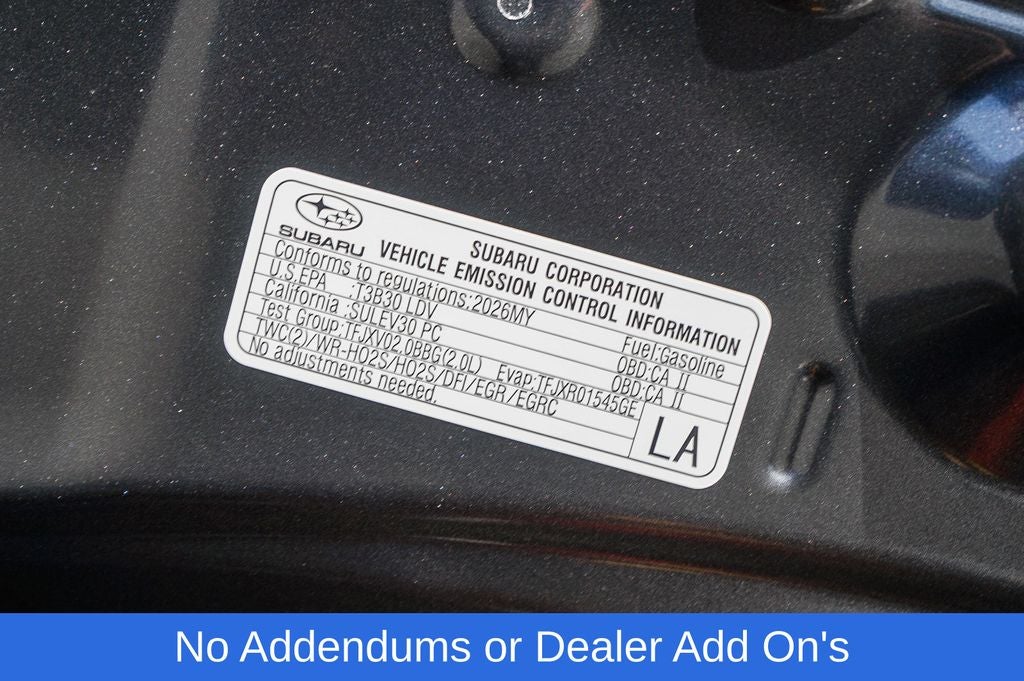 SUBARU
SUBARU CORPORATION
VEHICLE EMISSION CONTROL INFORMATION
Conforms to regulations:2026MY
Fuel:Gasoline
U.S.EPA :T3B30 LDV
OBD:CA II
California :SULEV30 PC
OBD:CA II
Test Group:TFJXV02.0BBG(2.0L) Evap:TFJXR01545GE
TWC(2)/WR-HO2S/HO2S/DFI/EGR/EGRC
No adjustments needed.
LA
No Addendums or Dealer Add On's